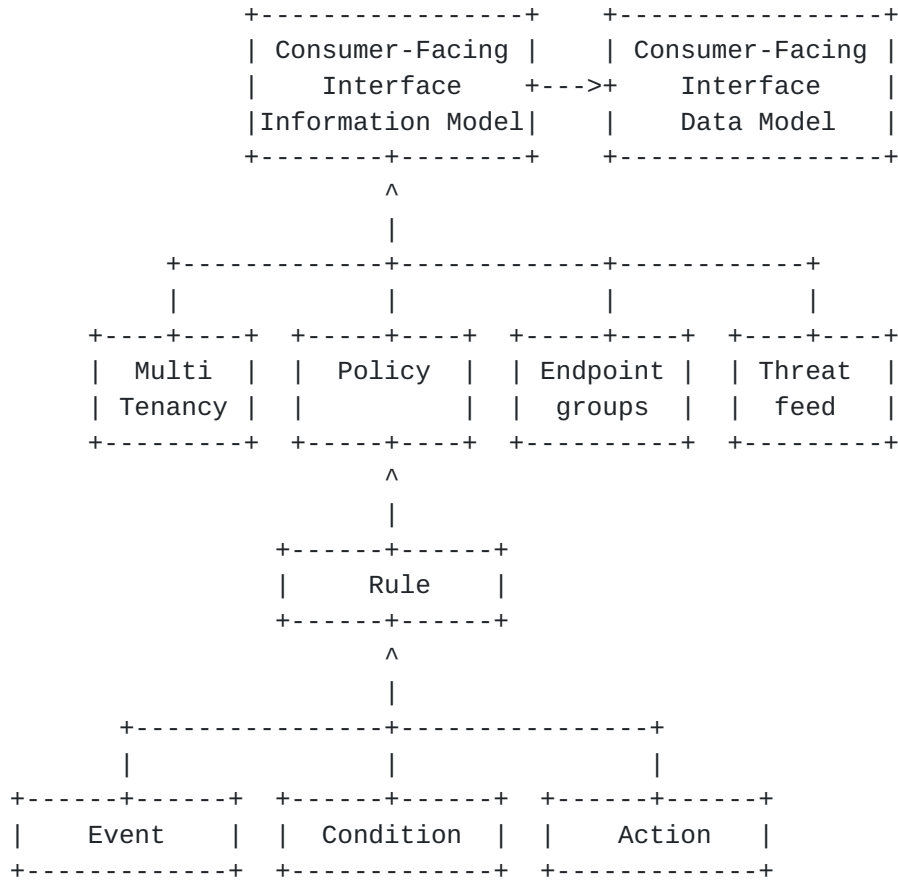 Consumer-Facing Consumer-Facing
Interface Interface
Information Model Data Model
Multi Policy Endpoint Threat
Tenancy groups feed
Rule
Event Condition Action